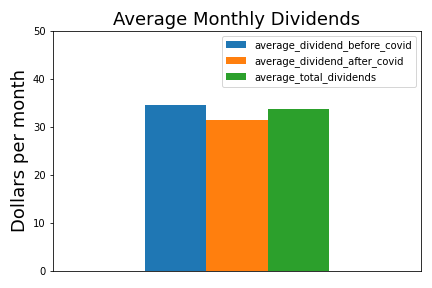 Average Monthly Dividends
50
40
30
20
10
0
Dollars per month
average_dividend_before_covid
average_dividend_after_covid
average_total_dividends